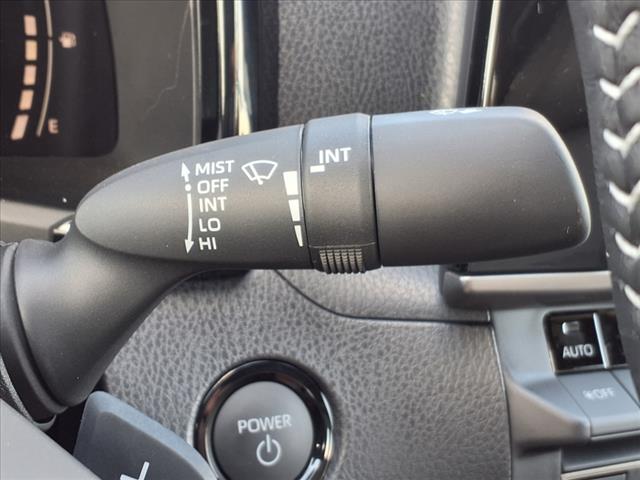 E
MIST
OFF
INT
LO
HI
INT
POWER
AUTO
OFF